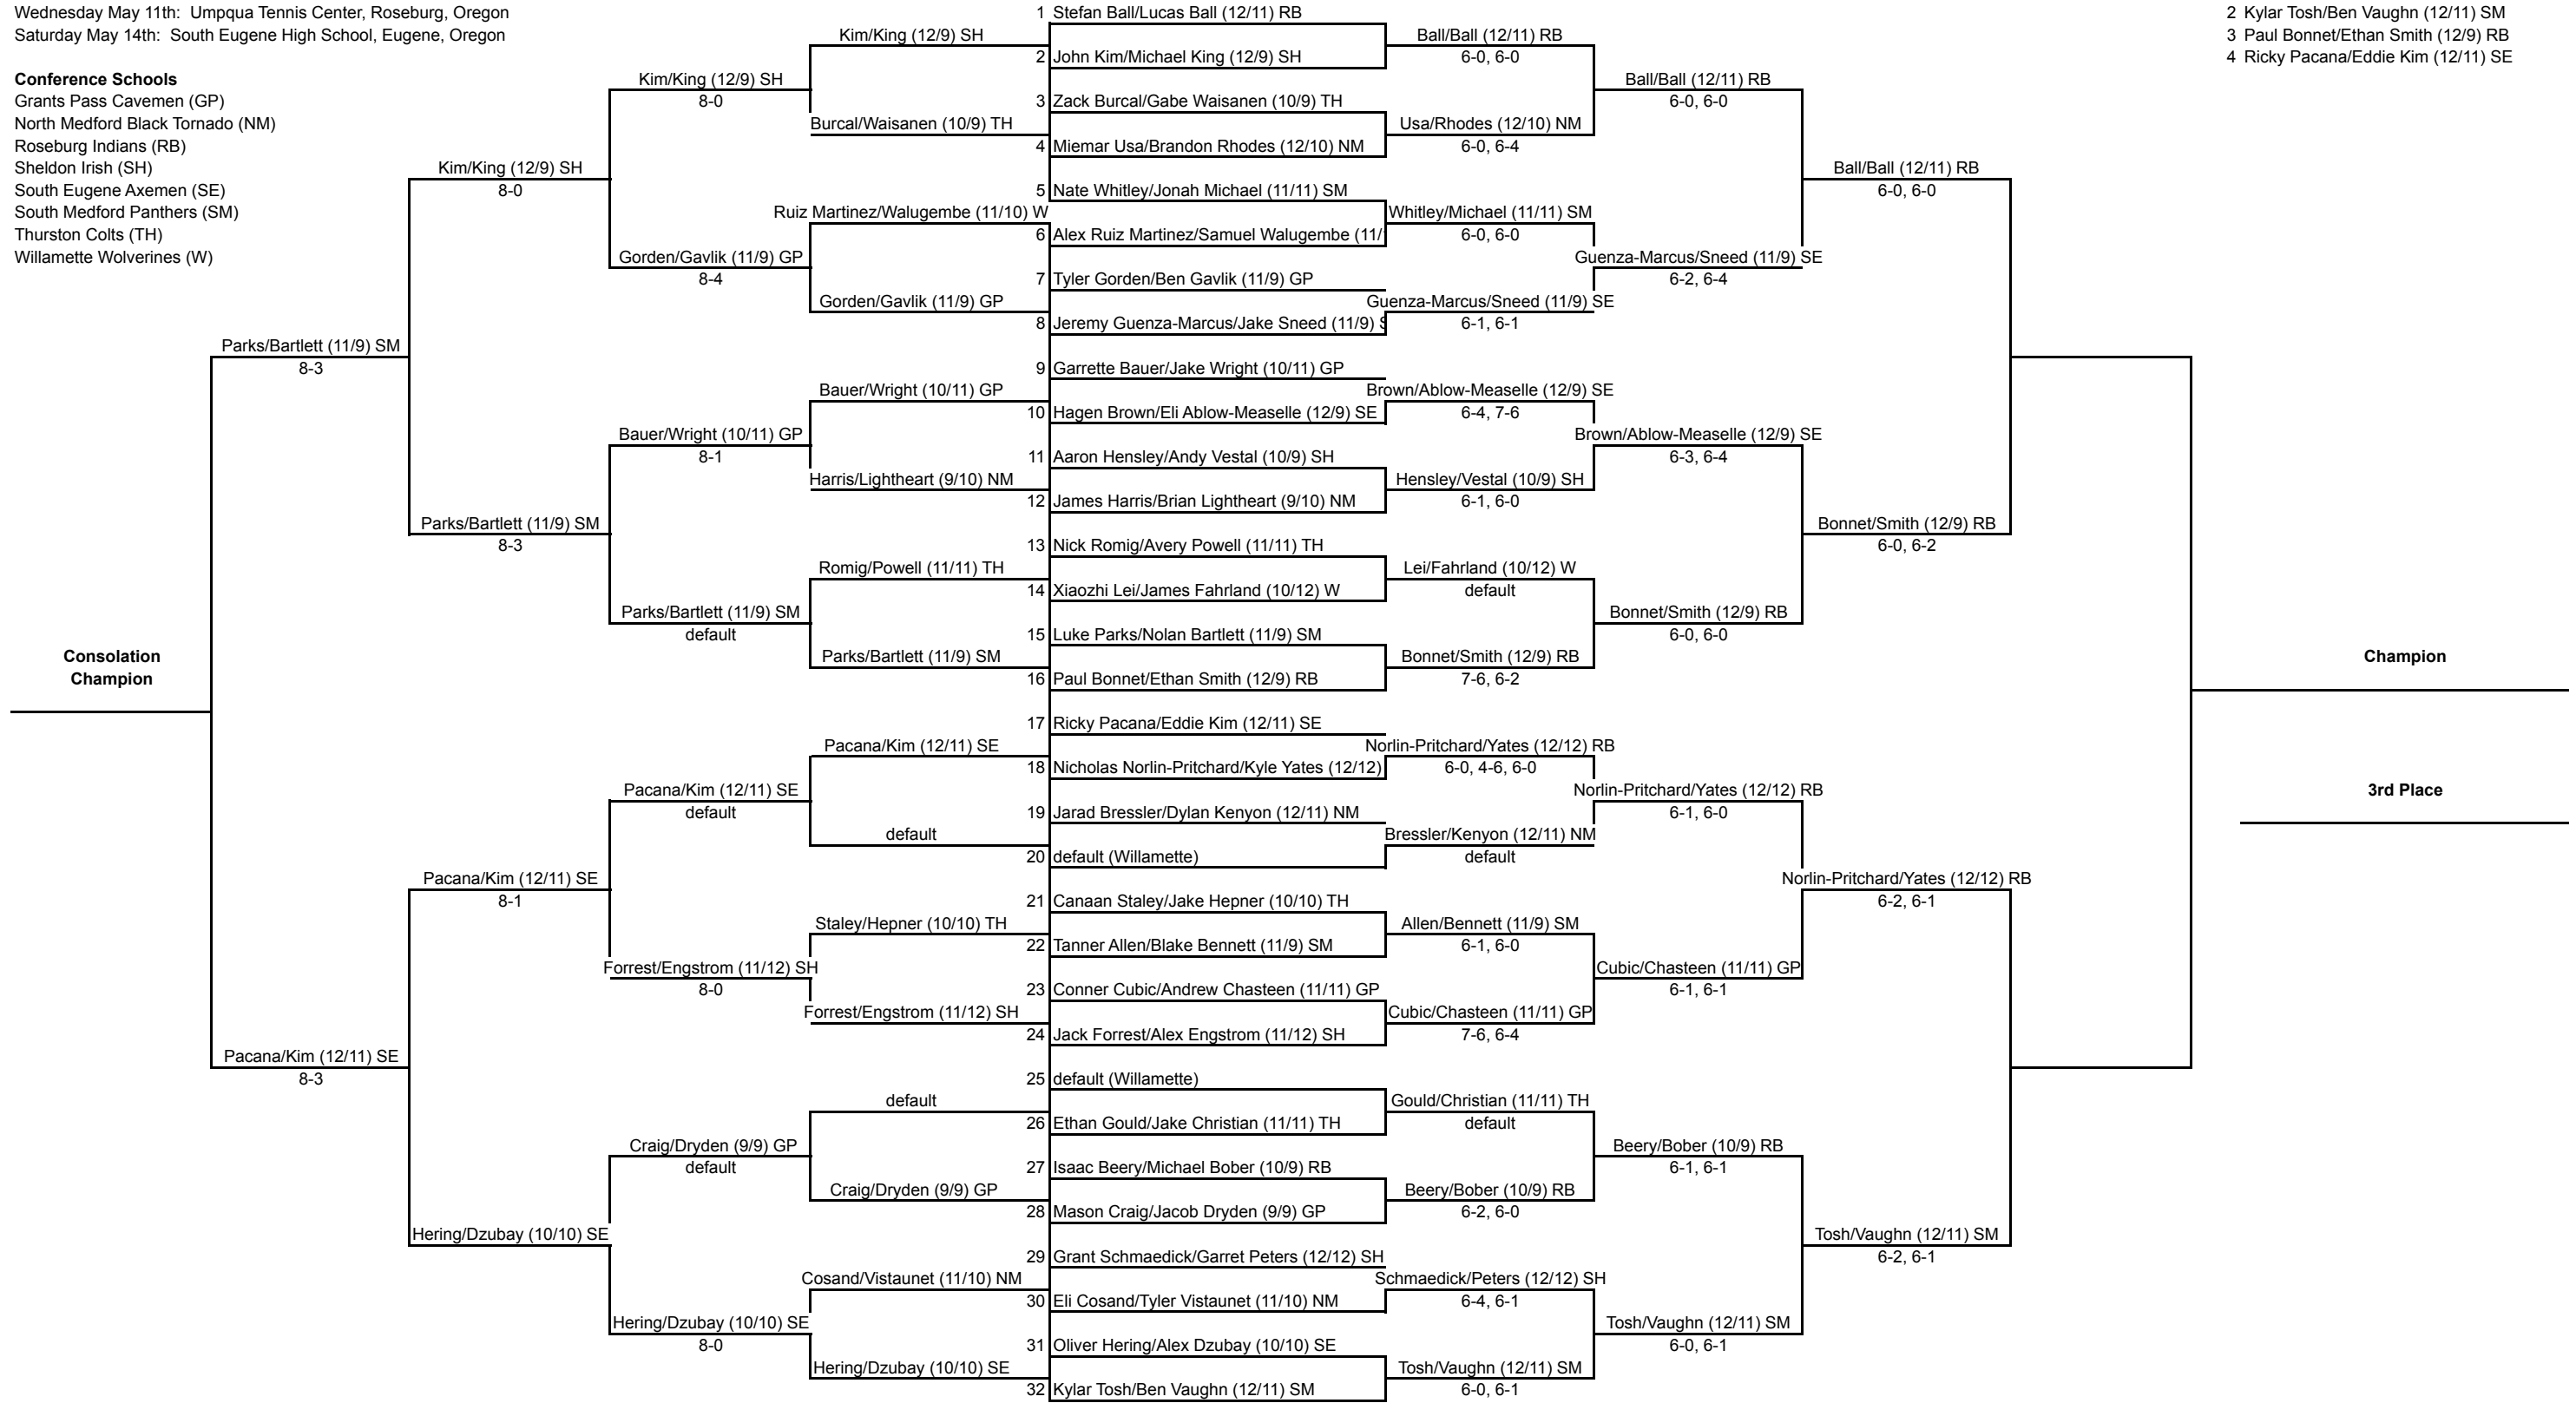 Wednesday May 11th: Umpqua Tennis Center, Roseburg, Oregon
Saturday May 14th: South Eugene High School, Eugene, Oregon
Conference Schools
Grants Pass Cavemen (GP)
North Medford Black Tornado (NM)
Roseburg Indians (RB)
Sheldon Irish (SH)
South Eugene Axemen (SE)
South Medford Panthers (SM)
Thurston Colts (TH)
Willamette Wolverines (W)
2 Kylar Tosh/Ben Vaughn (12/11) SM
3 Paul Bonnet/Ethan Smith (12/9) RB
4 Ricky Pacana/Eddie Kim (12/11) SE
Consolation
Champion
Parks/Bartlett (11/9) SM
8-3
Pacana/Kim (12/11) SE
8-3
Kim/King (12/9) SH
8-0
Parks/Bartlett (11/9) SM
8-3
Pacana/Kim (12/11) SE
8-1
Hering/Dzubay (10/10) SE
Kim/King (12/9) SH
8-0
Gorden/Gavlik (11/9) GP
8-4
Bauer/Wright (10/11) GP
8-1
Parks/Bartlett (11/9) SM
default
Pacana/Kim (12/11) SE
default
Forrest/Engstrom (11/12) SH
8-0
Craig/Dryden (9/9) GP
default
Hering/Dzubay (10/10) SE
8-0
Kim/King (12/9) SH
Burcal/Waisanen (10/9) TH
Ruiz Martinez/Walugembe (11/10) W
Gorden/Gavlik (11/9) GP
Bauer/Wright (10/11) GP
Harris/Lightheart (9/10) NM
Romig/Powell (11/11) TH
Parks/Bartlett (11/9) SM
Pacana/Kim (12/11) SE
default
Staley/Hepner (10/10) TH
Forrest/Engstrom (11/12) SH
default
Craig/Dryden (9/9) GP
Cosand/Vistaunet (11/10) NM
Hering/Dzubay (10/10) SE
1 Stefan Ball/Lucas Ball (12/11) RB
2 John Kim/Michael King (12/9) SH
3 Zack Burcal/Gabe Waisanen (10/9) TH
4 Miemar Usa/Brandon Rhodes (12/10) NM
5 Nate Whitley/Jonah Michael (11/11) SM
6 Alex Ruiz Martinez/Samuel Walugembe (11/
7 Tyler Gorden/Ben Gavlik (11/9) GP
8 Jeremy Guenza-Marcus/Jake Sneed (11/9)
9 Garrette Bauer/Jake Wright (10/11) GP
10 Hagen Brown/Eli Ablow-Measelle (12/9) SE
11 Aaron Hensley/Andy Vestal (10/9) SH
12 James Harris/Brian Lightheart (9/10) NM
13 Nick Romig/Avery Powell (11/11) TH
14 Xiaozhi Lei/James Fahrland (10/12) W
15 Luke Parks/Nolan Bartlett (11/9) SM
16 Paul Bonnet/Ethan Smith (12/9) RB
17 Ricky Pacana/Eddie Kim (12/11) SE
18 Nicholas Norlin-Pritchard/Kyle Yates (12/12)
19 Jarad Bressler/Dylan Kenyon (12/11) NM
20 default (Willamette)
21 Canaan Staley/Jake Hepner (10/10) TH
22 Tanner Allen/Blake Bennett (11/9) SM
23 Conner Cubic/Andrew Chasteen (11/11) GP
24 Jack Forrest/Alex Engstrom (11/12) SH
25 default (Willamette)
26 Ethan Gould/Jake Christian (11/11) TH
27 Isaac Beery/Michael Bober (10/9) RB
28 Mason Craig/Jacob Dryden (9/9) GP
29 Grant Schmaedick/Garret Peters (12/12) SH
30 Eli Cosand/Tyler Vistaunet (11/10) NM
31 Oliver Hering/Alex Dzubay (10/10) SE
32 Kylar Tosh/Ben Vaughn (12/11) SM
Ball/Ball (12/11) RB
6-0, 6-0
Usa/Rhodes (12/10) NM
6-0, 6-4
Whitley/Michael (11/11) SM
6-0, 6-0
Guenza-Marcus/Sneed (11/9) SE
6-1, 6-1
Brown/Ablow-Measelle (12/9) SE
6-4, 7-6
Hensley/Vestal (10/9) SH
6-1, 6-0
Lei/Fahrland (10/12) W
default
Bonnet/Smith (12/9) RB
7-6, 6-2
Norlin-Pritchard/Yates (12/12) RB
6-0, 4-6, 6-0
Bressler/Kenyon (12/11) NM
default
Allen/Bennett (11/9) SM
6-1, 6-0
Cubic/Chasteen (11/11) GP
7-6, 6-4
Gould/Christian (11/11) TH
default
Beery/Bober (10/9) RB
6-2, 6-0
Schmaedick/Peters (12/12) SH
6-4, 6-1
Tosh/Vaughn (12/11) SM
6-0, 6-1
Ball/Ball (12/11) RB
6-0, 6-0
Guenza-Marcus/Sneed (11/9) SE
6-2, 6-4
Brown/Ablow-Measelle (12/9) SE
6-3, 6-4
Bonnet/Smith (12/9) RB
6-0, 6-0
Norlin-Pritchard/Yates (12/12) RB
6-1, 6-0
Cubic/Chasteen (11/11) GP
6-1, 6-1
Beery/Bober (10/9) RB
6-1, 6-1
Tosh/Vaughn (12/11) SM
6-0, 6-1
Ball/Ball (12/11) RB
6-0, 6-0
Bonnet/Smith (12/9) RB
6-0, 6-2
Norlin-Pritchard/Yates (12/12) RB
6-2, 6-1
Tosh/Vaughn (12/11) SM
6-2, 6-1
Champion
3rd Place